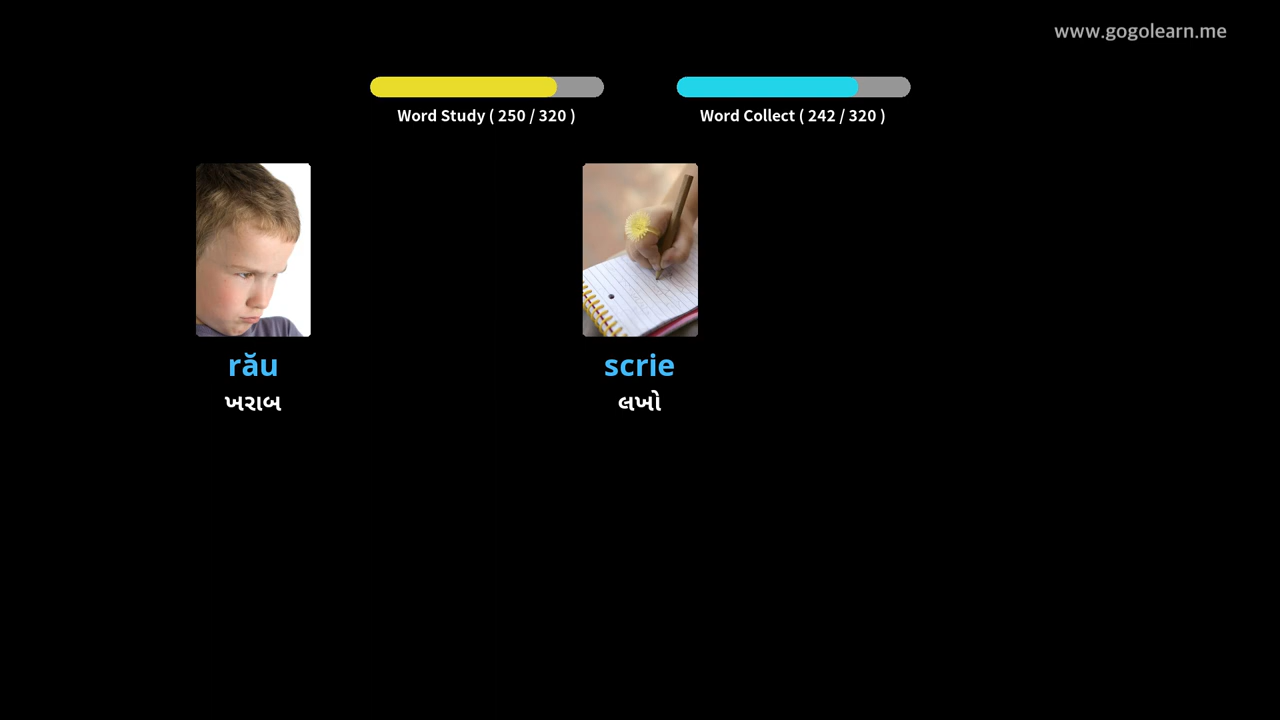 www.gogolearn.me
Word Study ( 250 / 320 )
Word Collect ( 242 / 320 )
rău
scrie
ખરાબ
લખો